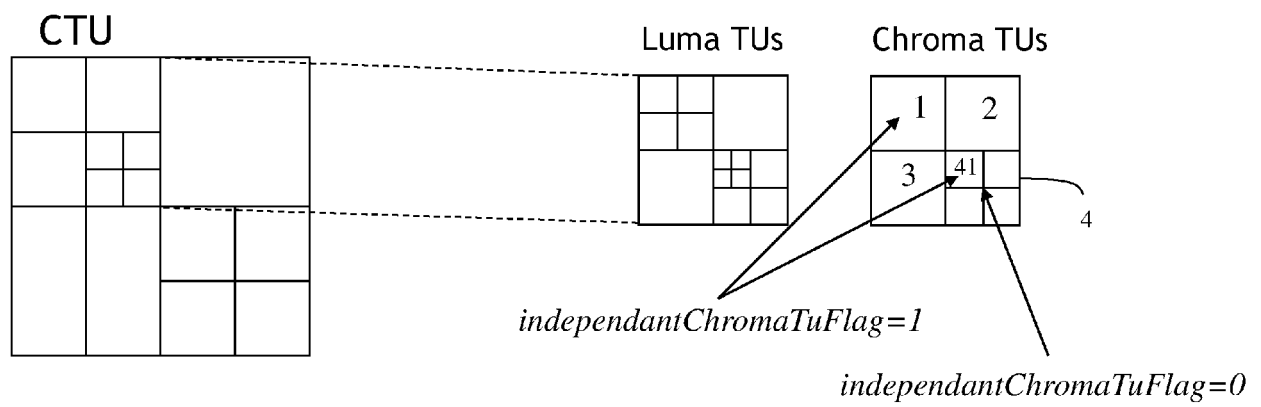 CTU
Luma TUs
Chroma TUs
1
2
3
41
4
independantChromaTuFlag=1
independantChromaTuFlag=0